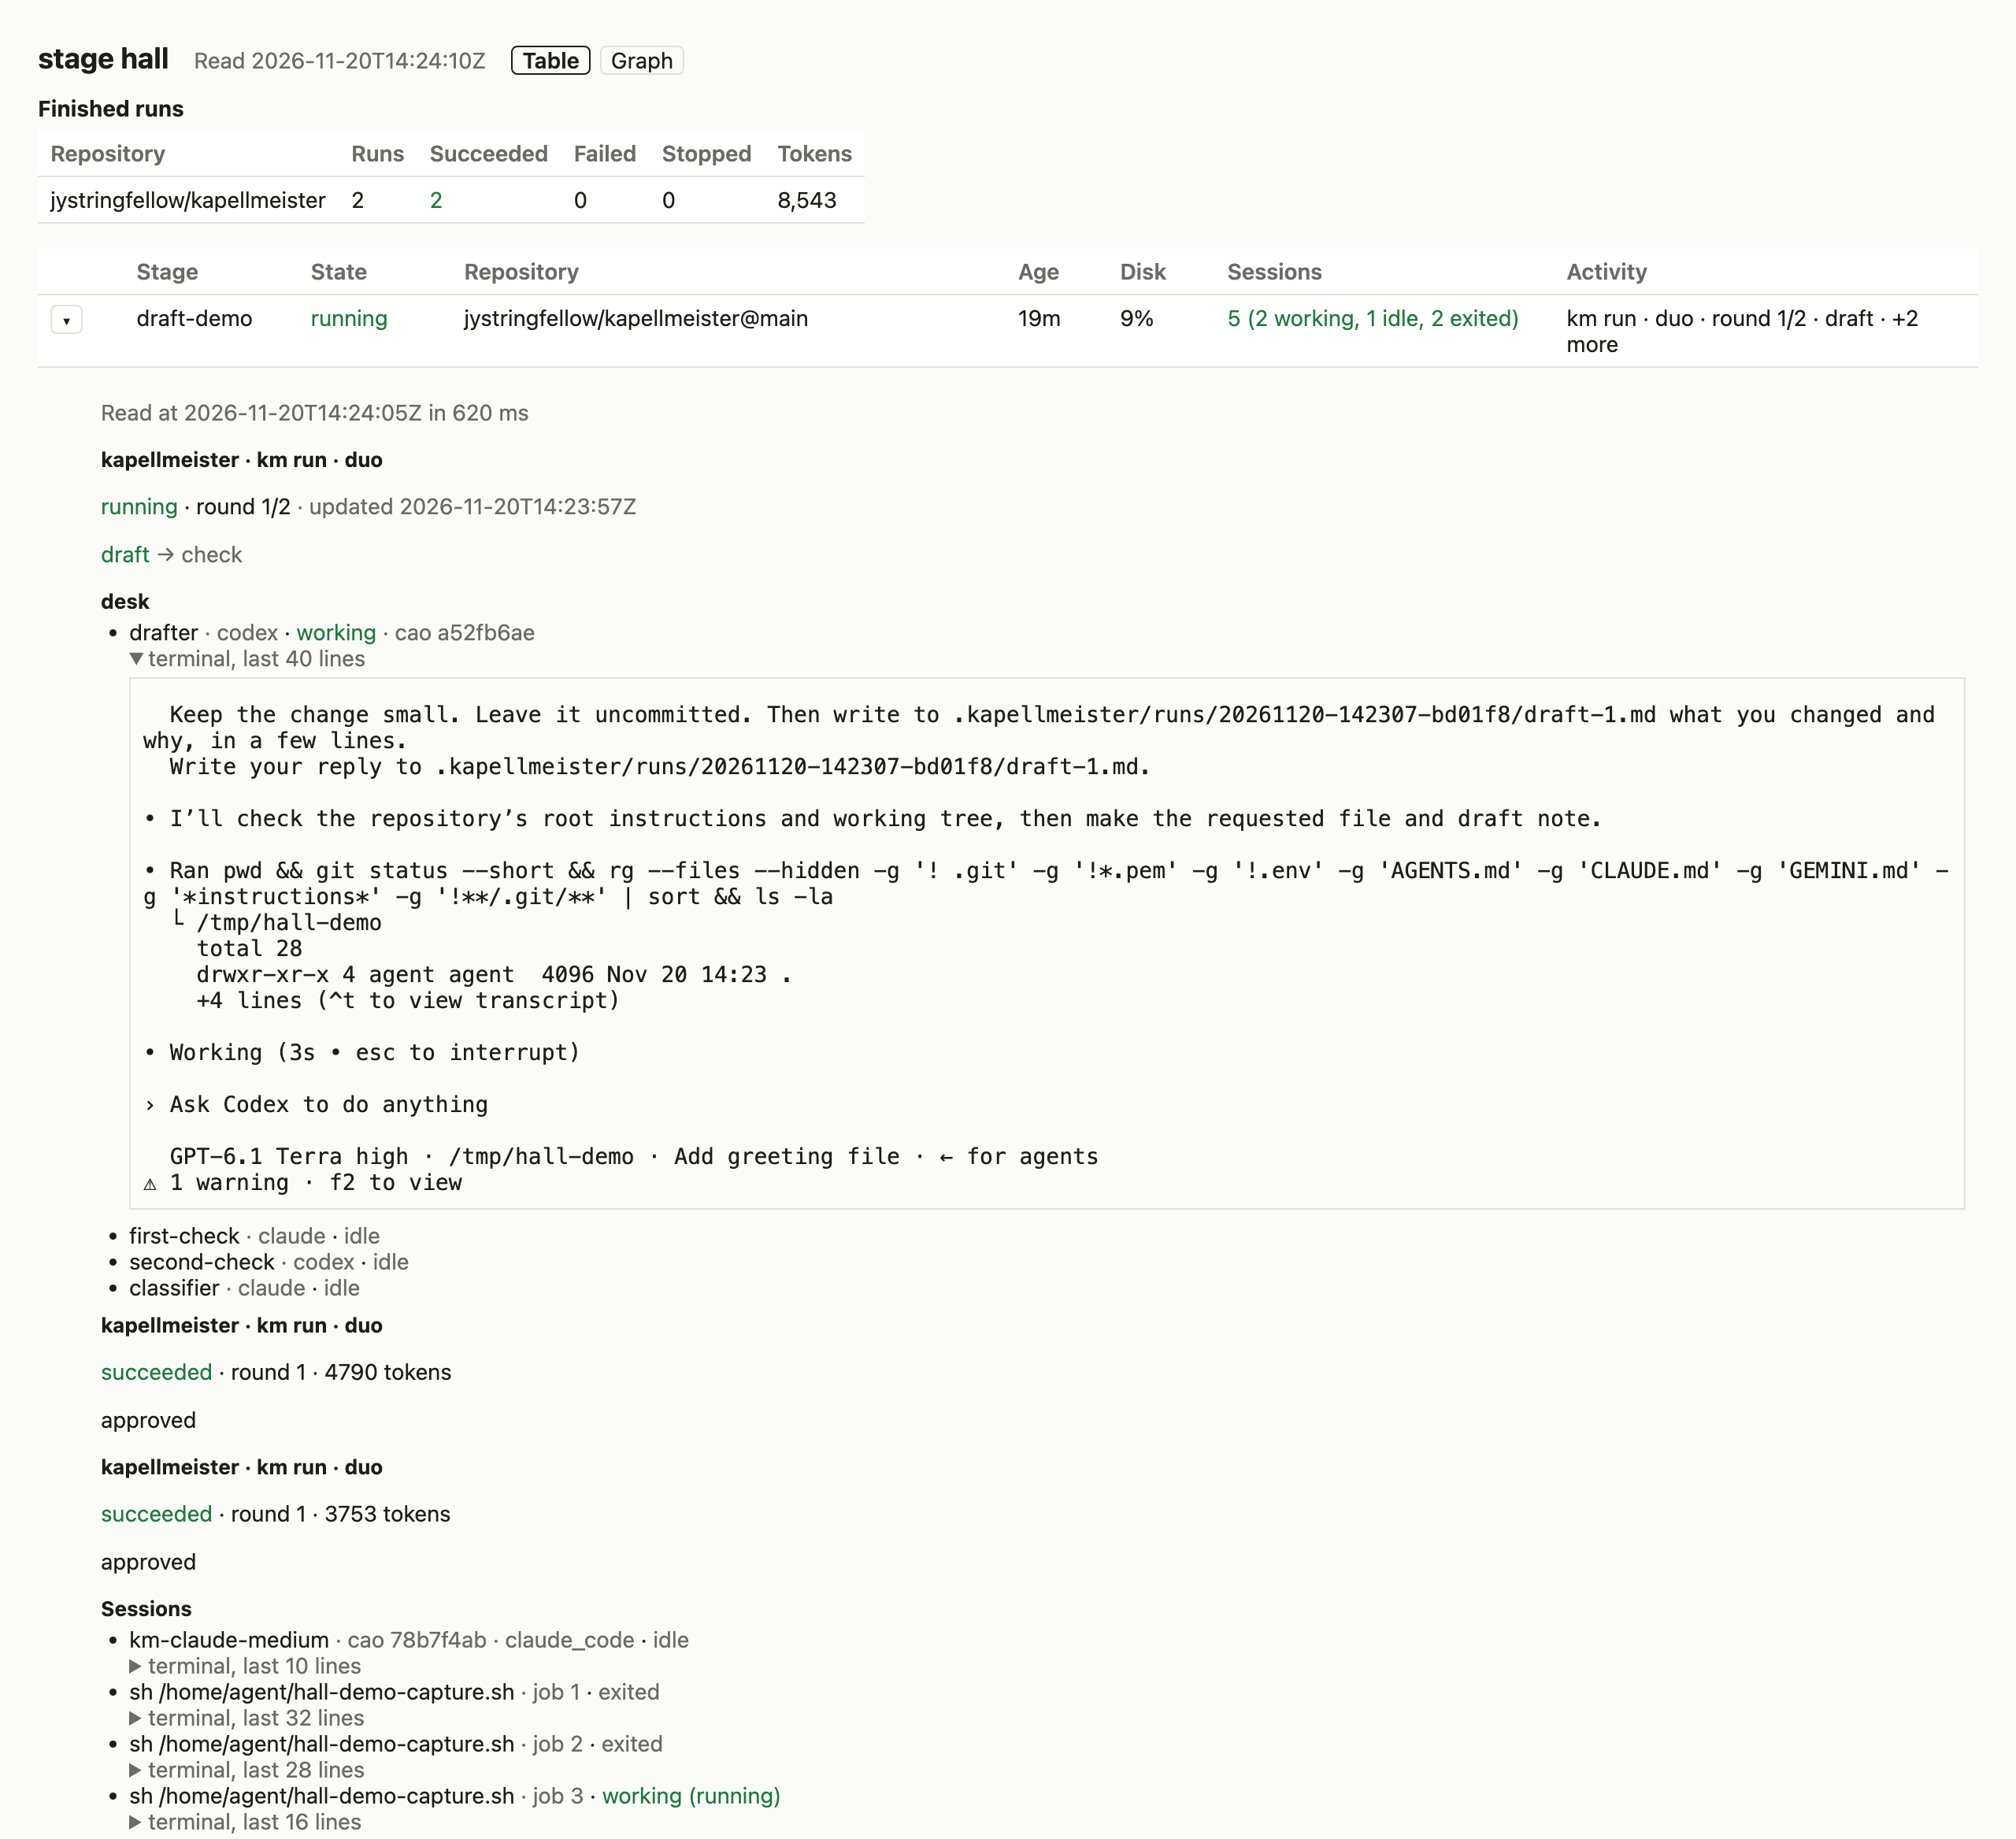 stage hall Read 2026-11-20T14:24:10Z Table Graph
Finished runs
Repository Runs Succeeded Failed Stopped Tokens
jystringfellow/kapellmeister 2 2 0 0 8,543
Stage State Repository Age Disk Sessions Activity
▾ draft-demo running jystringfellow/kapellmeister@main 19m 9% 5 (2 working, 1 idle, 2 exited) km run · duo · round 1/2 · draft · +2
more
Read at 2026-11-20T14:24:05Z in 620 ms
kapellmeister · km run · duo
running · round 1/2 · updated 2026-11-20T14:23:57Z
draft → check
desk
• drafter · codex · working · cao a52fb6ae
▼ terminal, last 40 lines
Keep the change small. Leave it uncommitted. Then write to .kapellmeister/runs/20261120-142307-bd01f8/draft-1.md what you changed and
why, in a few lines.
Write your reply to .kapellmeister/runs/20261120-142307-bd01f8/draft-1.md.
• I’ll check the repository’s root instructions and working tree, then make the requested file and draft note.
• Ran pwd && git status --short && rg --files --hidden -g '! .git' -g '!*.pem' -g '!.env' -g 'AGENTS.md' -g 'CLAUDE.md' -g 'GEMINI.md' -
g '*instructions*' -g '!**/.git/**' | sort && ls -la
└ /tmp/hall-demo
total 28
drwxr-xr-x 4 agent agent  4096 Nov 20 14:23 .
+4 lines (^t to view transcript)
• Working (3s • esc to interrupt)
› Ask Codex to do anything
GPT-6.1 Terra high · /tmp/hall-demo · Add greeting file · ← for agents
⚠ 1 warning · f2 to view
• first-check · claude · idle
• second-check · codex · idle
• classifier · claude · idle
kapellmeister · km run · duo
succeeded · round 1 · 4790 tokens
approved
kapellmeister · km run · duo
succeeded · round 1 · 3753 tokens
approved
Sessions
• km-claude-medium · cao 78b7f4ab · claude_code · idle
▶ terminal, last 10 lines
• sh /home/agent/hall-demo-capture.sh · job 1 · exited
▶ terminal, last 32 lines
• sh /home/agent/hall-demo-capture.sh · job 2 · exited
▶ terminal, last 28 lines
• sh /home/agent/hall-demo-capture.sh · job 3 · working (running)
▶ terminal, last 16 lines